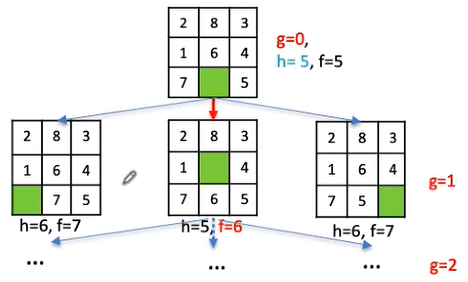 2 8 3
1 6 4
7 5
g=0,
h= 5, f=5
2 8 3
1 6 4
7 5
h=6, f=7
2 8 3
1 4
7 6 5
h=5, f=6
2 8 3
1 6 4
7 5
h=6, f=7
g=1
... ... ...
g=2